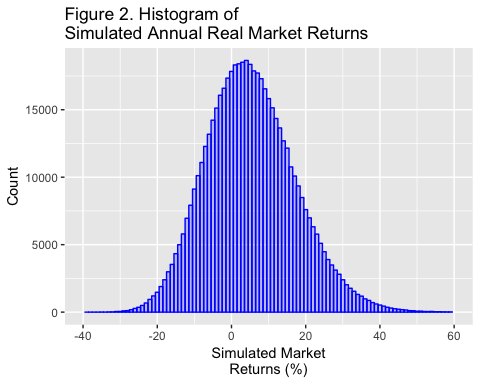 Figure 2. Histogram of
Simulated Annual Real Market Returns
15000
10000
5000
0
Count
-40 -20 0 20 40 60
Simulated Market
Returns (%)